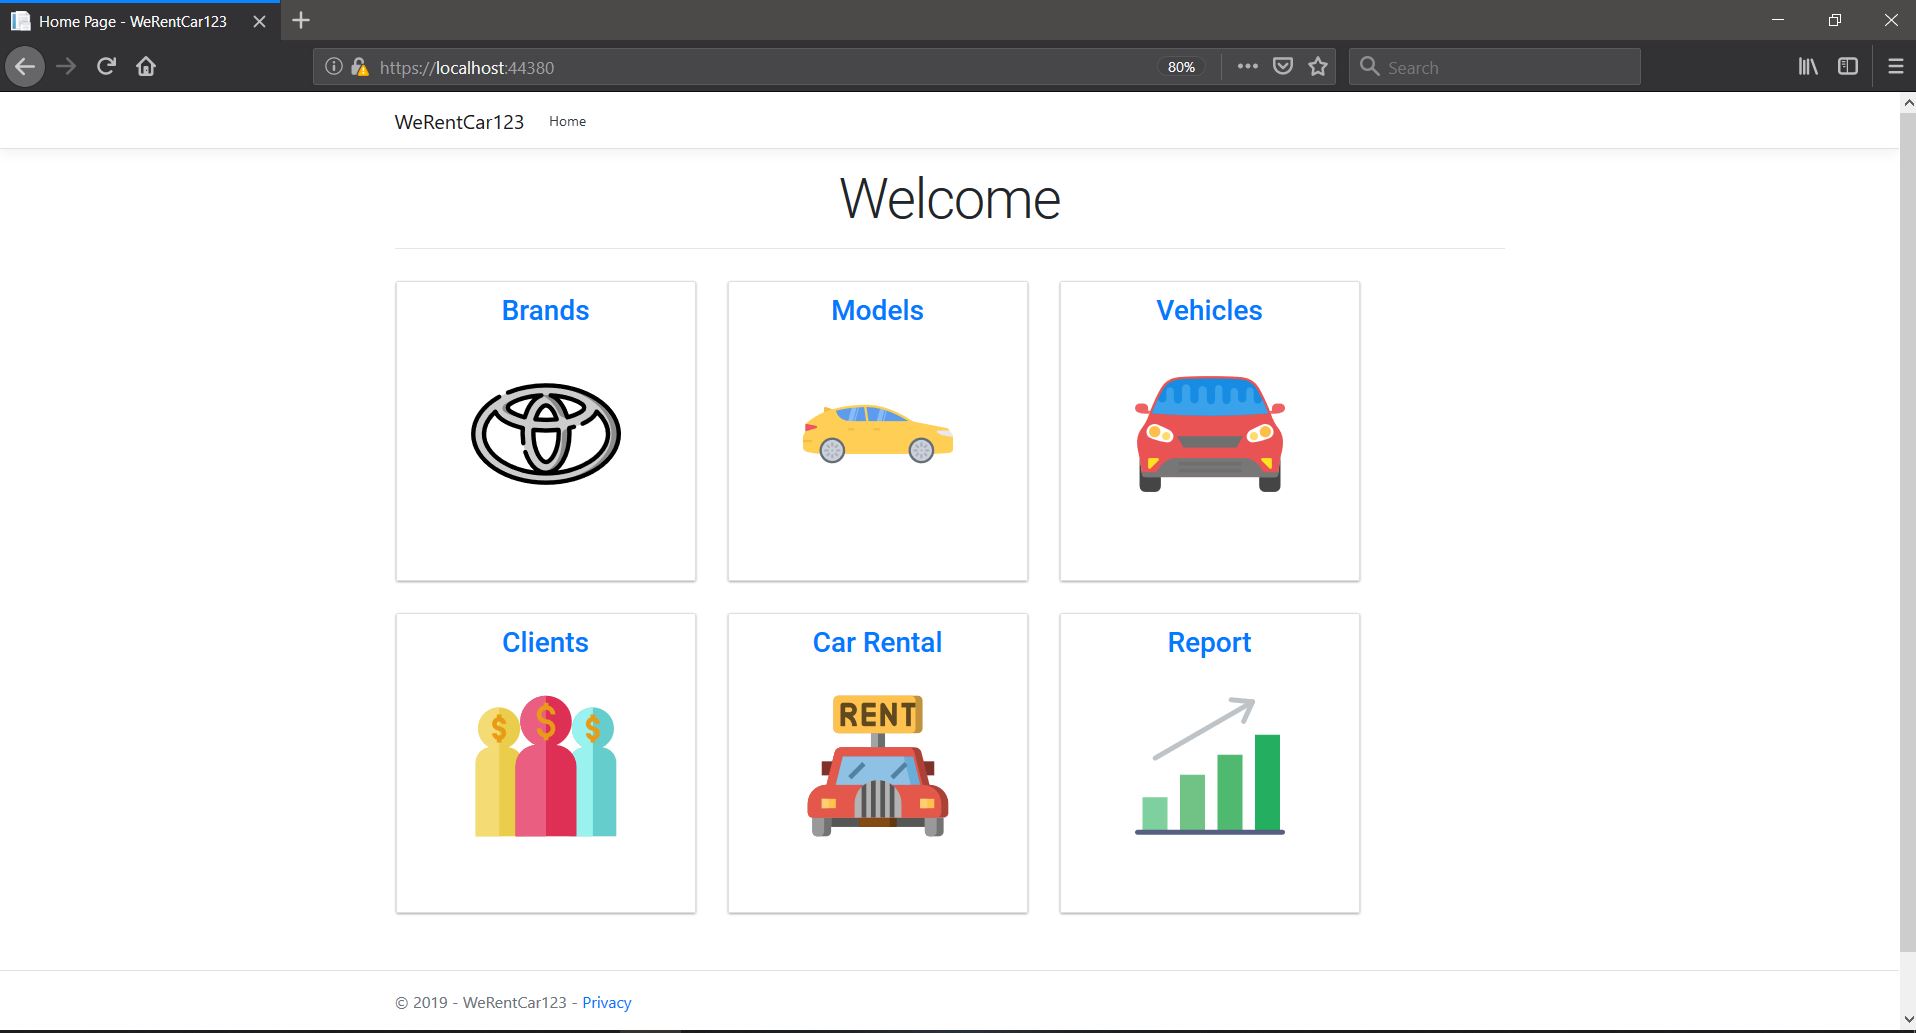 Home Page - WeRentCar123
https://localhost:44380
80%
Search
WeRentCar123 Home
Welcome
Brands Models Vehicles
Clients Car Rental Report
$ $ $
RENT
© 2019 - WeRentCar123 - Privacy